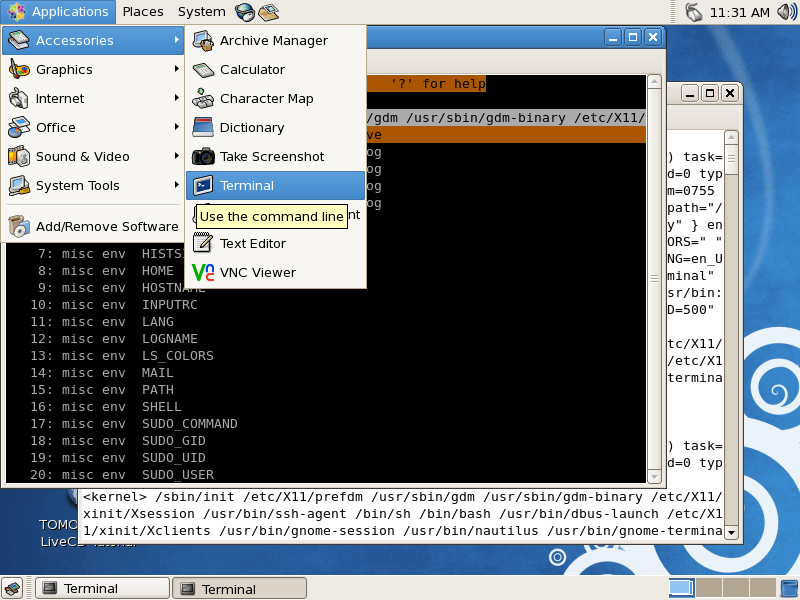 Applications Places System 11:31 AM
Accessories
Graphics
Internet
Office
Sound & Video
System Tools
Add/Remove Software
Archive Manager
Calculator
Character Map
Dictionary
Take Screenshot
Terminal
Use the command line
Text Editor
VNC Viewer
'?' for help
/gdm /usr/sbin/gdm-binary /etc/X11/
ve
og
og
og
og
7: misc env HISTS
8: misc env HOME
9: misc env HOSTNAME
10: misc env INPUTRC
11: misc env LANG
12: misc env LOGNAME
13: misc env LS_COLORS
14: misc env MAIL
15: misc env PATH
16: misc env SHELL
17: misc env SUDO_COMMAND
18: misc env SUDO_GID
19: misc env SUDO_UID
20: misc env SUDO_USER
) task=
d=0 typ
m=0755
path="/
y" } en
ORS=" "
NG=en_U
minal"
sr/bin:
D=500"
tc/X11/
/etc/X1
termina
) task=
d=0 typ
<kernel> /sbin/init /etc/X11/prefdm /usr/sbin/gdm /usr/sbin/gdm-binary /etc/X11/
xinit/Xsession /usr/bin/ssh-agent /bin/sh /bin/bash /usr/bin/dbus-launch /etc/X1
1/xinit/Xclients /usr/bin/gnome-session /usr/bin/nautilus /usr/bin/gnome-termina
TOMO
Terminal Terminal